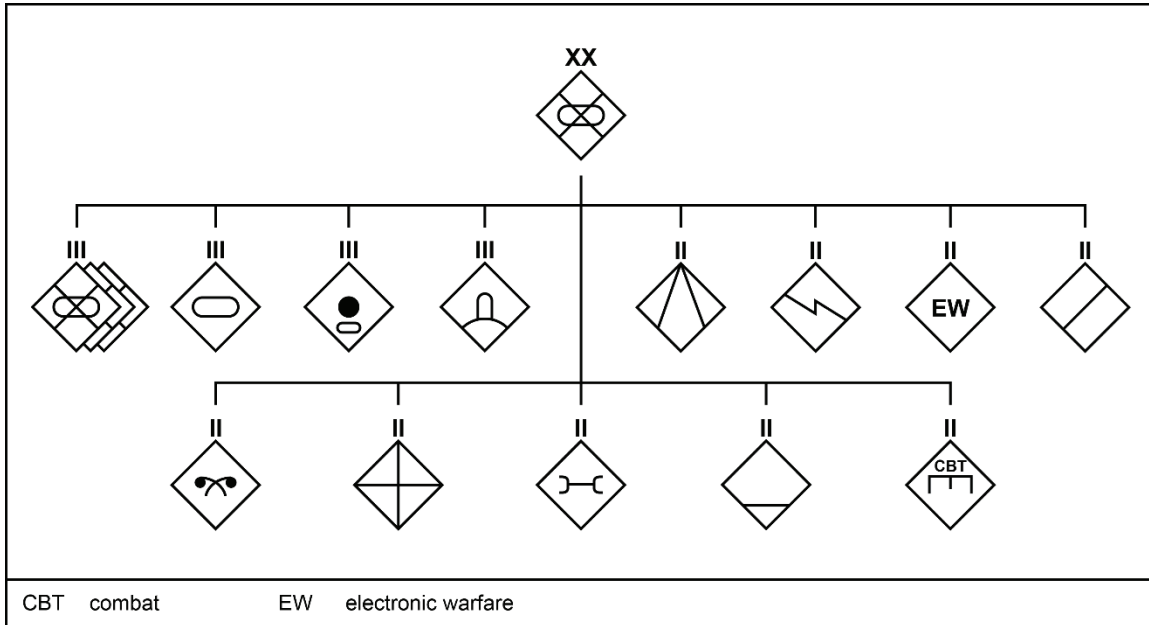 XX
III III III III II II II II
EW
II II II II II
CBT
CBT combat EW electronic warfare